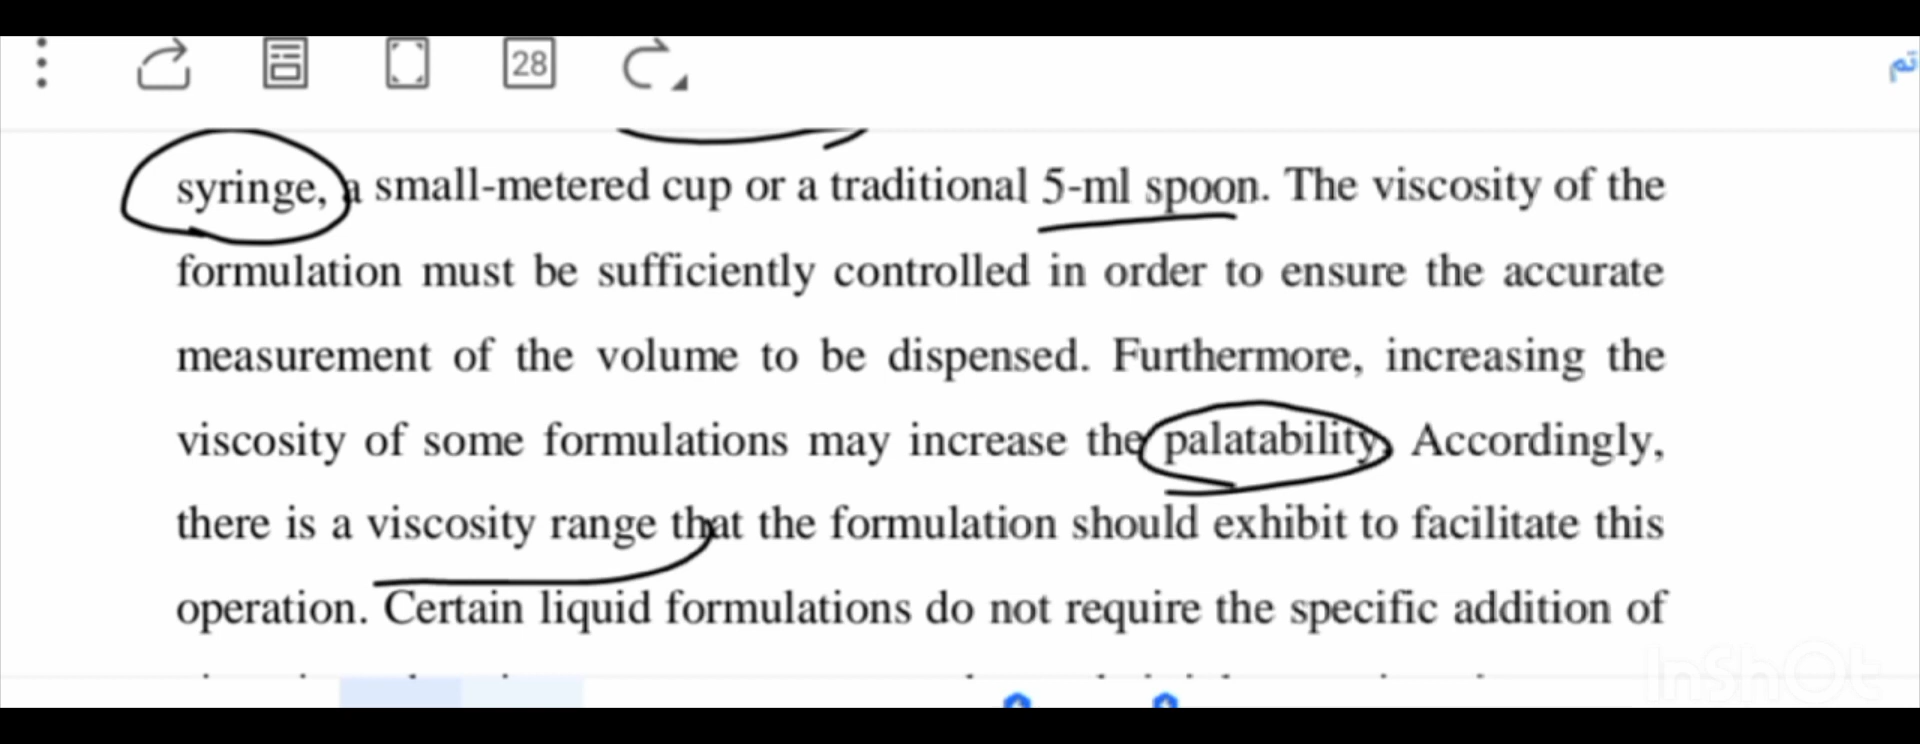 28
تم
syringe, a small-metered cup or a traditional 5-ml spoon. The viscosity of the
formulation must be sufficiently controlled in order to ensure the accurate
measurement of the volume to be dispensed. Furthermore, increasing the
viscosity of some formulations may increase the palatability. Accordingly,
there is a viscosity range that the formulation should exhibit to facilitate this
operation. Certain liquid formulations do not require the specific addition of
InShOt